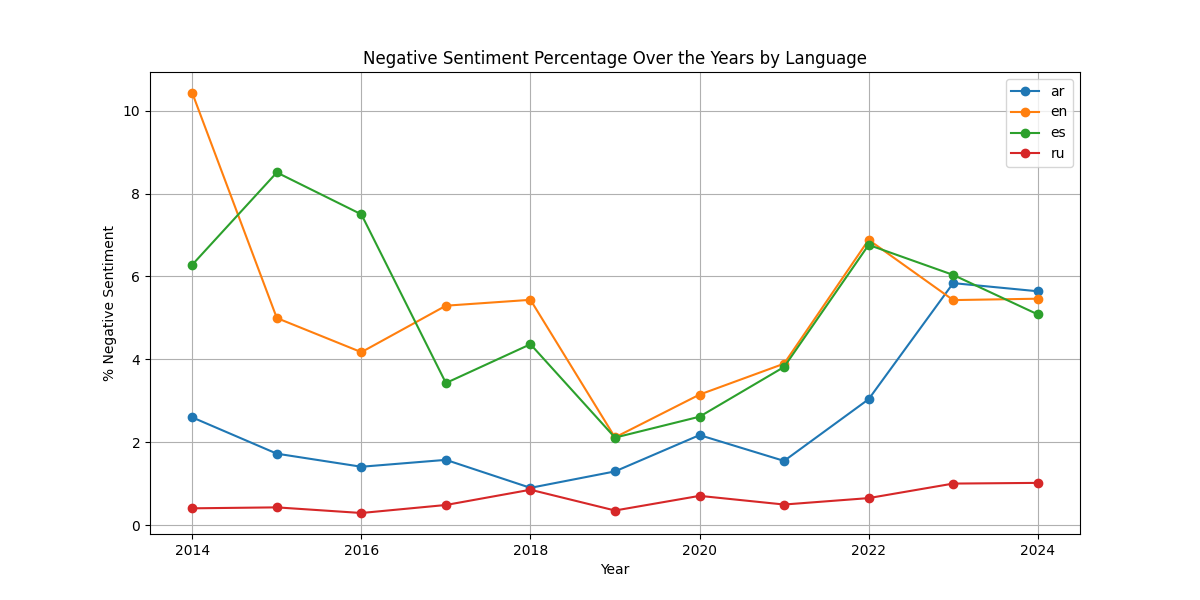 Negative Sentiment Percentage Over the Years by Language
ar
en
es
ru
% Negative Sentiment
10
8
6
4
2
0
2014
2016
2018
2020
2022
2024
Year